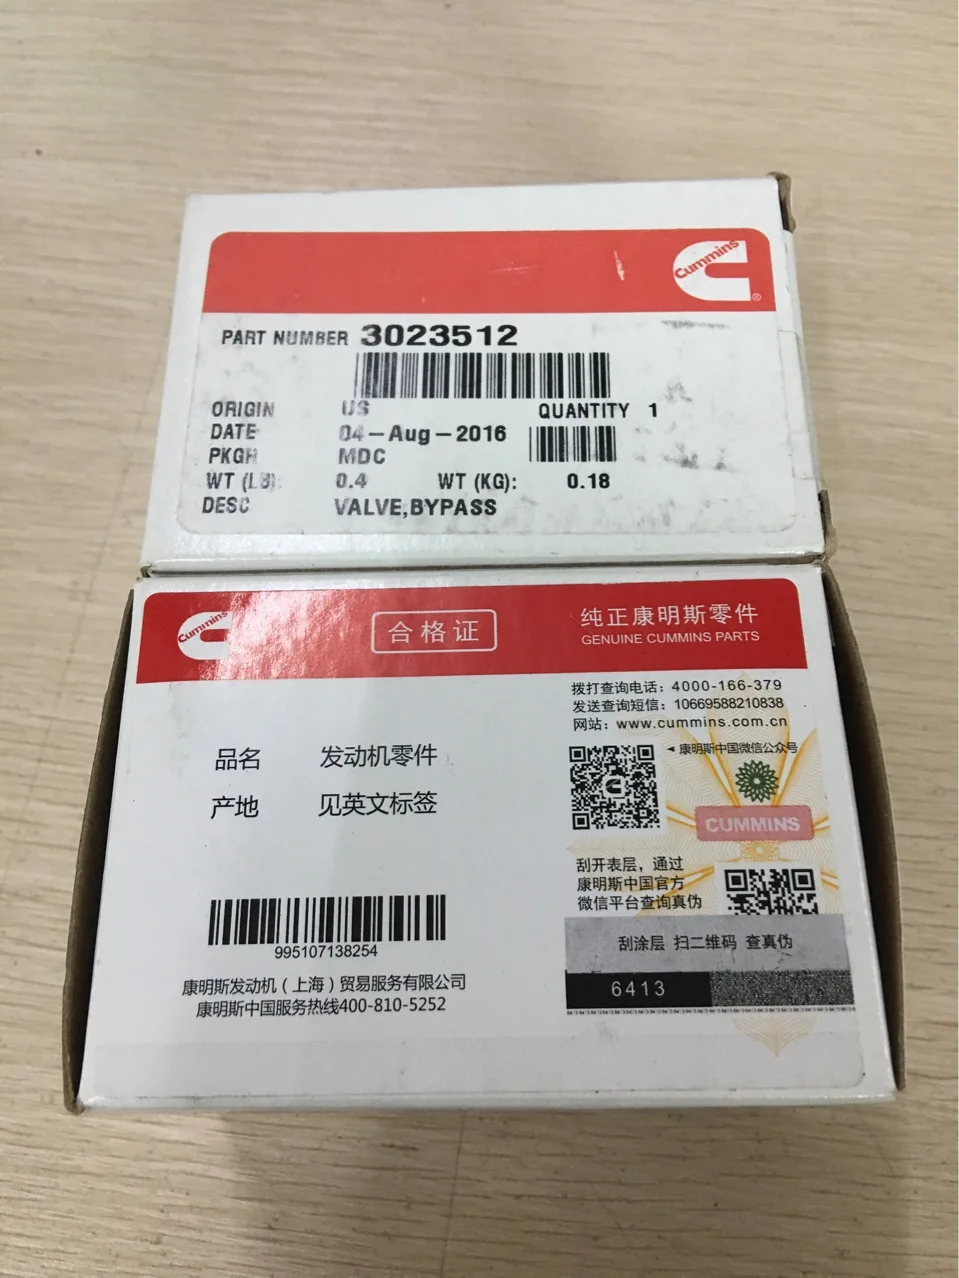 Cummins
®
PART NUMBER 3023512
ORIGIN US QUANTITY 1
DATE 04-Aug-2016
PKGR MDC
WT (LB): 0.4 WT (KG): 0.18
DESC VALVE,BYPASS
Cummins
合格证
纯正康明斯零件
GENUINE CUMMINS PARTS
拨打查询电话：4000-166-379
发送查询短信：10669588210838
网站：www.cummins.com.cn
◄ 康明斯中国微信公众号
品名 发动机零件
产地 见英文标签
CUMMINS
刮开表层，通过
康明斯中国官方
微信平台查询真伪
刮涂层 扫二维码 查真伪
6413
995107138254
康明斯发动机（上海）贸易服务有限公司
康明斯中国服务热线400-810-5252